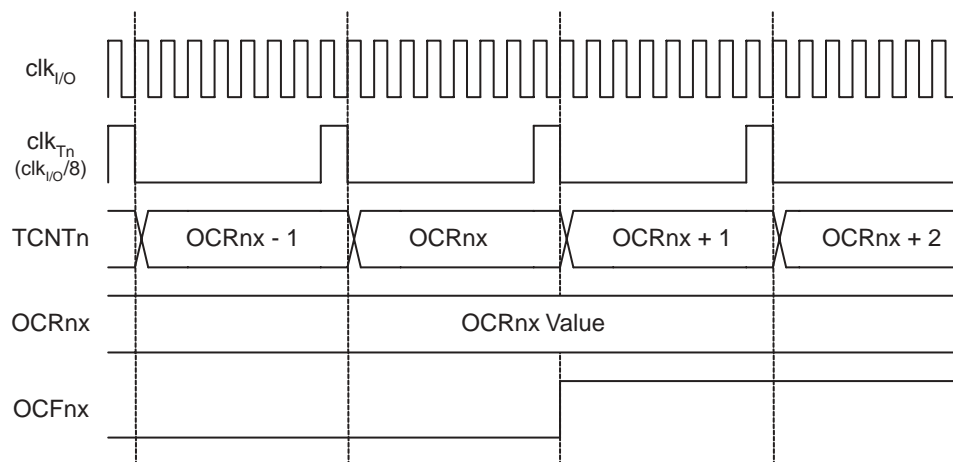 clkI/O
clkTn
(clkI/O/8)
TCNTn
OCRnx - 1
OCRnx
OCRnx + 1
OCRnx + 2
OCRnx
OCRnx Value
OCFnx